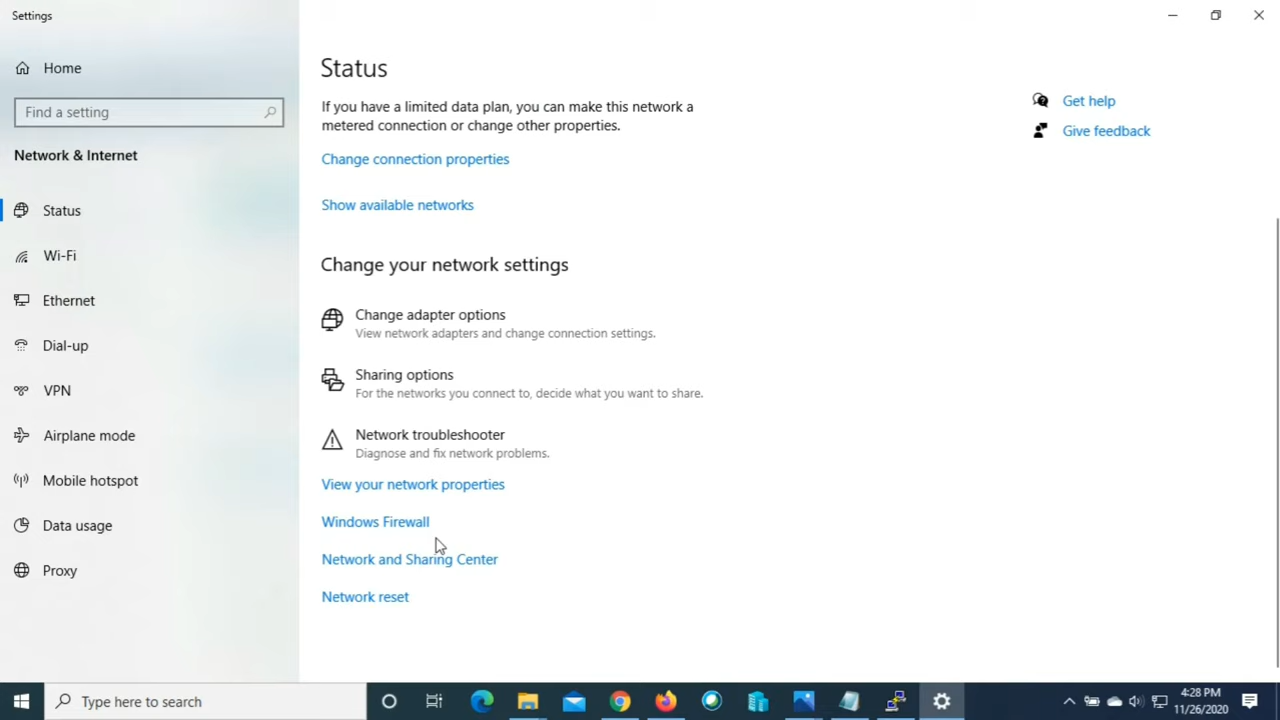 Settings
Home
Find a setting
Network & Internet
Status
Wi-Fi
Ethernet
Dial-up
VPN
Airplane mode
Mobile hotspot
Data usage
Proxy
Status
If you have a limited data plan, you can make this network a
metered connection or change other properties.
Change connection properties
Show available networks
Change your network settings
Change adapter options
View network adapters and change connection settings.
Sharing options
For the networks you connect to, decide what you want to share.
Network troubleshooter
Diagnose and fix network problems.
View your network properties
Windows Firewall
Network and Sharing Center
Network reset
Get help
Give feedback
Type here to search
4:28 PM
11/26/2020